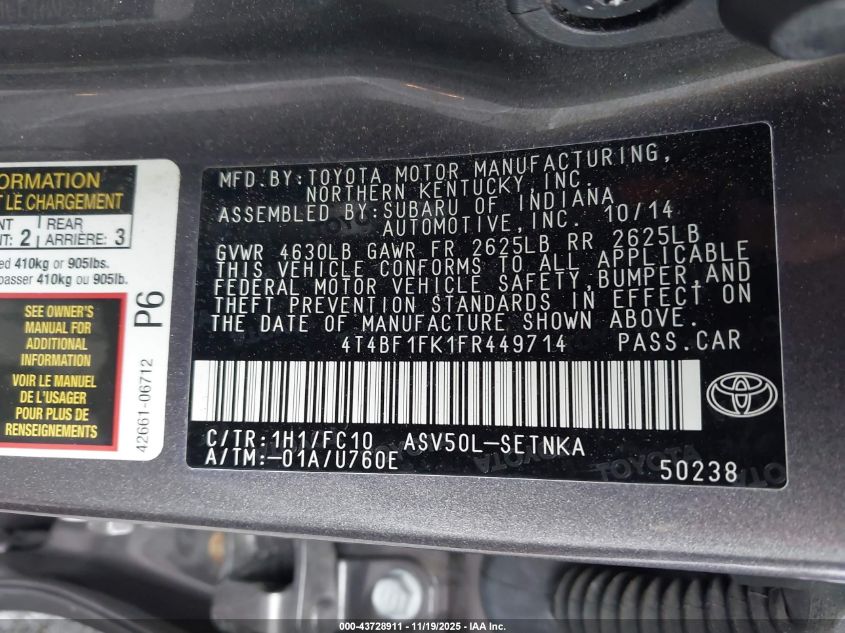 ORMATION
T LE CHARGEMENT
NT REAR
NT: 2 ARRIÈRE: 3
ed 410kg or 905lbs.
passer 410 kg ou 905lb.
SEE OWNER'S
MANUAL FOR
ADDITIONAL
INFORMATION
VOIR LE MANUEL
DE L'USAGER
POUR PLUS DE
RENSEIGNEMENTS
P6
42661-06712
MFD.BY:TOYOTA MOTOR MANUFACTURING,
NORTHERN KENTUCKY,INC.
ASSEMBLED BY:SUBARU OF INDIANA
AUTOMOTIVE,INC. 10/14
GVWR 4630LB GAWR FR 2625LB RR 2625LB
THIS VEHICLE CONFORMS TO ALL APPLICABLE
FEDERAL MOTOR VEHICLE SAFETY,BUMPER,AND
THEFT PREVENTION STANDARDS IN EFFECT ON
THE DATE OF MANUFACTURE SHOWN ABOVE.
4T4BF1FK1FR449714 PASS.CAR
C/TR:1H1/FC10 ASV50L-SETNKA
A/TM:-01A/U760E
50238
000-43728911 - 11/19/2025 - IAA Inc.